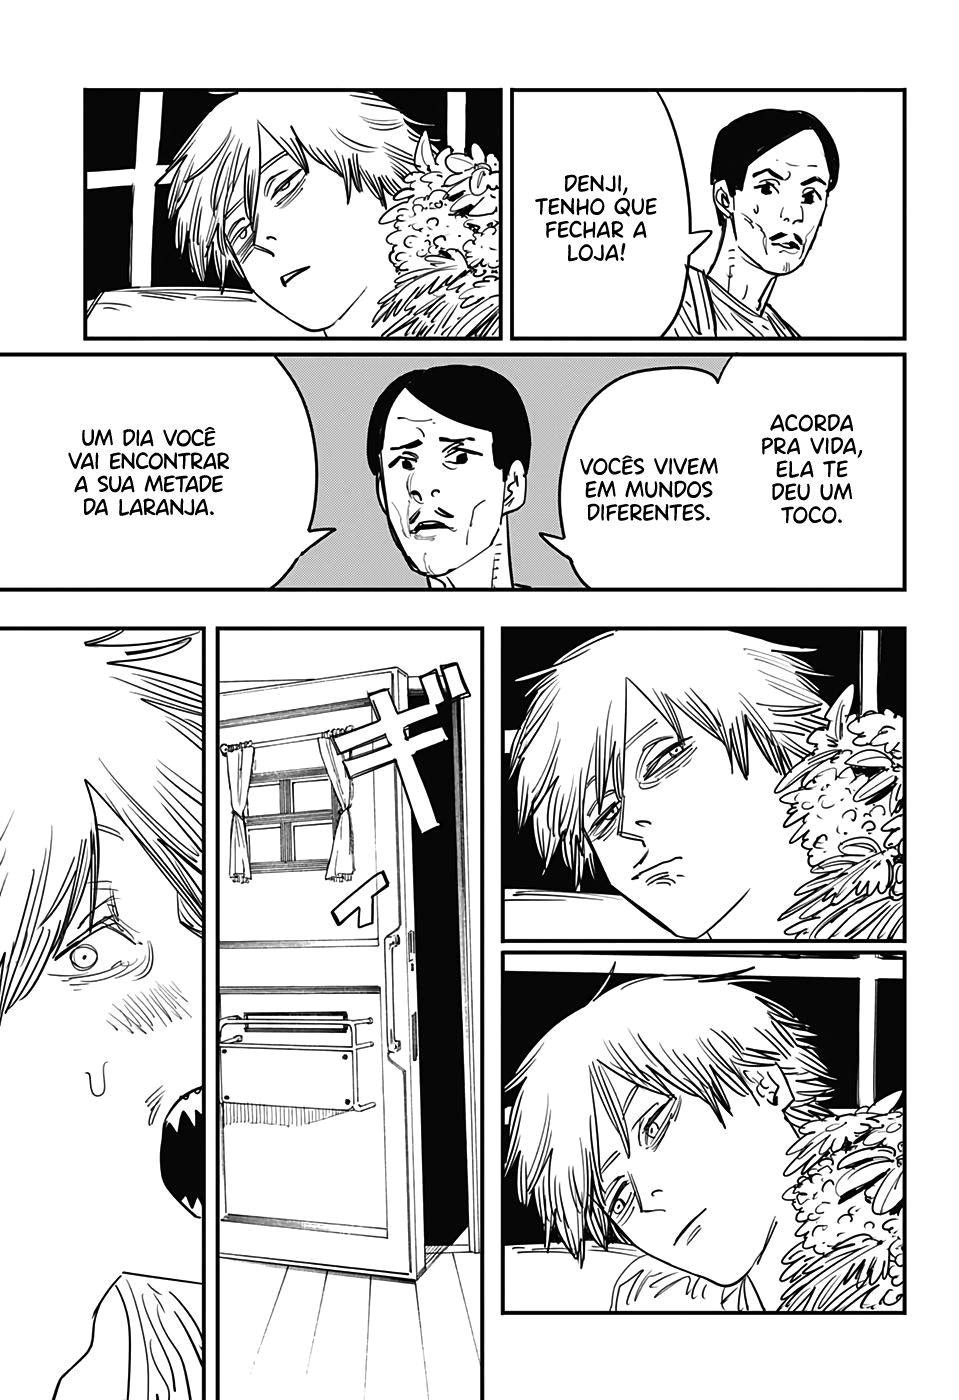 DENJI,
TENHO QUE
FECHAR A
LOJA!
ACORDA
PRA VIDA,
ELA TE
DEU UM
TOCO.
VOCÊS VIVEM
EM MUNDOS
DIFERENTES.
UM DIA VOCÊ
VAI ENCONTRAR
A SUA METADE
DA LARANJA.
ギイ